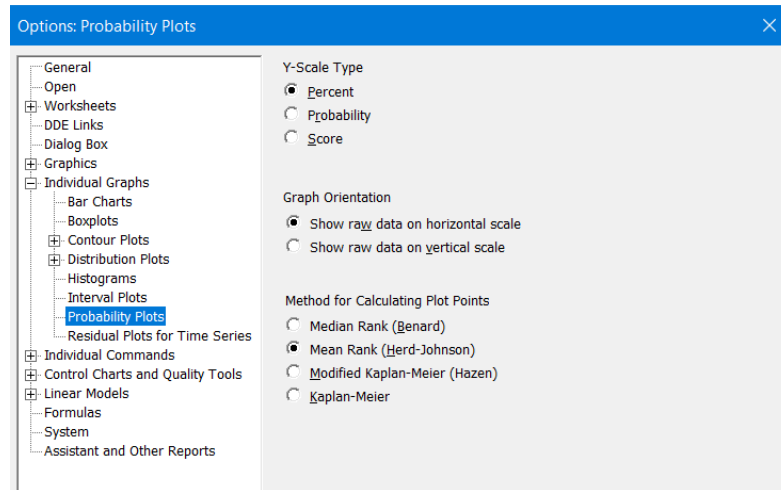 Options: Probability Plots
General
Open
Worksheets
DDE Links
Dialog Box
Graphics
Individual Graphs
Bar Charts
Boxplots
Contour Plots
Distribution Plots
Histograms
Interval Plots
Probability Plots
Residual Plots for Time Series
Individual Commands
Control Charts and Quality Tools
Linear Models
Formulas
System
Assistant and Other Reports
Y-Scale Type
Percent
Probability
Score
Graph Orientation
Show raw data on horizontal scale
Show raw data on vertical scale
Method for Calculating Plot Points
Median Rank (Benard)
Mean Rank (Herd-Johnson)
Modified Kaplan-Meier (Hazen)
Kaplan-Meier